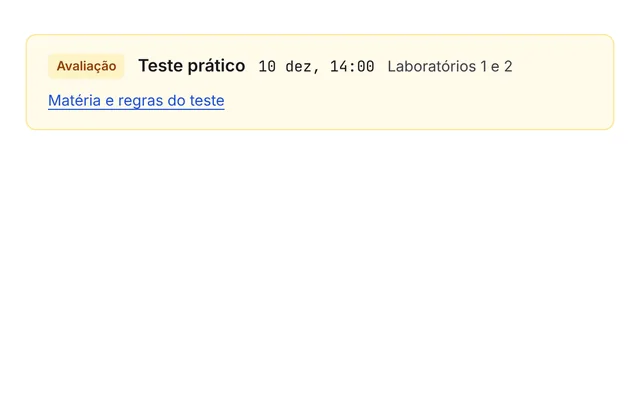 Avaliação Teste prático 10 dez, 14:00 Laboratórios 1 e 2
Matéria e regras do teste